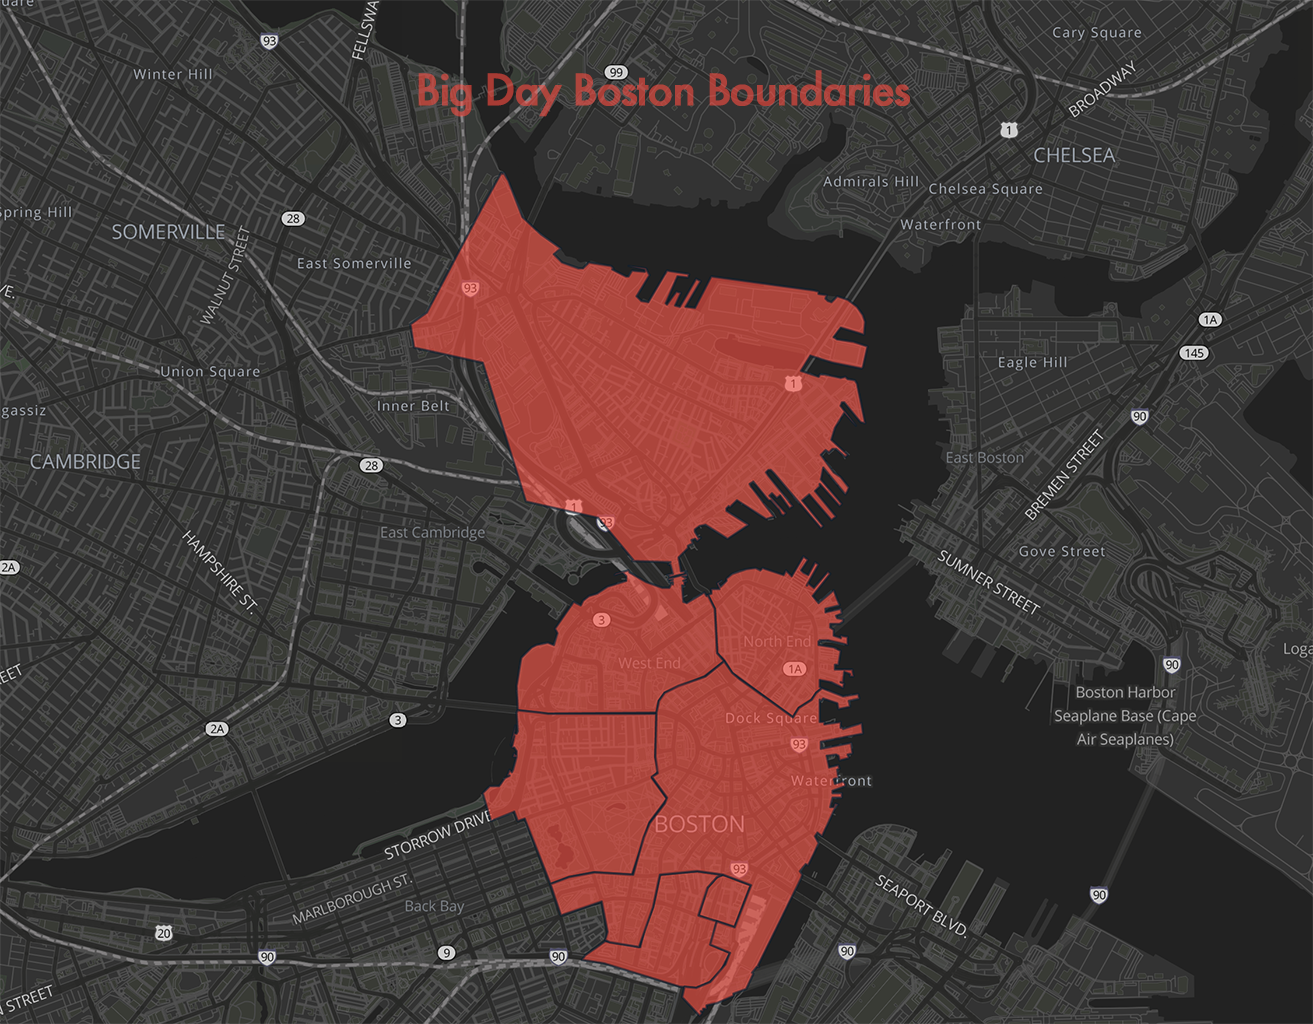 FELLSWA
93
Cary Square
Winter Hill
99
BROADWAY
Big Day Boston Boundaries
1
CHELSEA
Admirals Hill
Chelsea Square
Spring Hill
28
Waterfront
SOMERVILLE
WALNUT STREET
East Somerville
93
VE.
1A
145
Union Square
Eagle Hill
1
gassiz
Inner Belt
90
CAMBRIDGE
28
East Boston
BREMEN STREET
1
93
East Cambridge
HAMPSHIRE ST.
Gove Street
2A
SUMNER STREET
3
North End
West End
1A
Loga
90
EET
Boston Harbor
Seaplane Base (Cape
Air Seaplanes)
3
2A
Dock Square
93
Waterfront
BOSTON
STORROW DRIVE
93
MARLBOROUGH ST.
Back Bay
SEAPORT BLVD.
90
20
9
90
90
90
N STREET